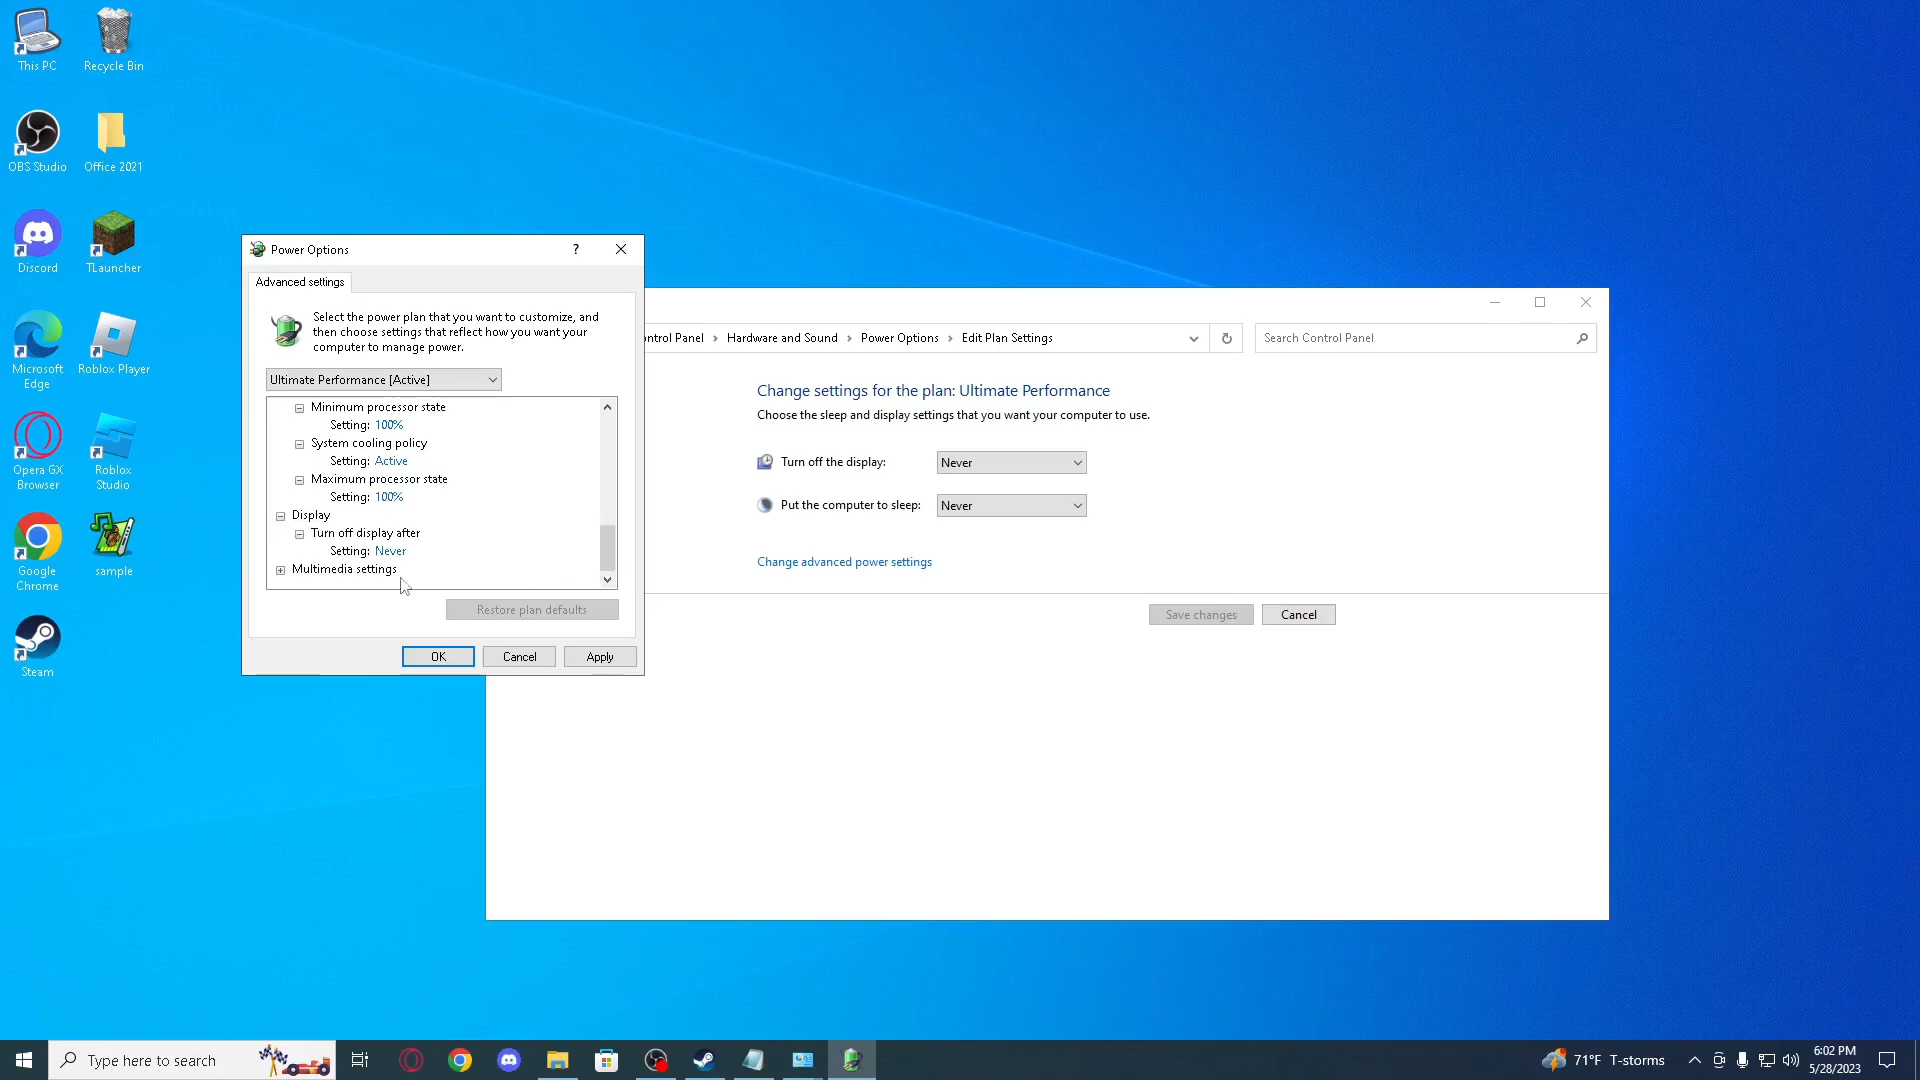 This PC
Recycle Bin
OBS Studio
Office 2021
Discord
TLauncher
Microsoft
Edge
Roblox Player
Opera GX
Browser
Roblox
Studio
Google
Chrome
sample
Steam
Power Options
?
Advanced settings
Select the power plan that you want to customize, and
then choose settings that reflect how you want your
computer to manage power.
Ultimate Performance [Active]
Minimum processor state
Setting: 100%
System cooling policy
Setting: Active
Maximum processor state
Setting: 100%
Display
Turn off display after
Setting: Never
Multimedia settings
Restore plan defaults
OK
Cancel
Apply
ontrol Panel › Hardware and Sound › Power Options › Edit Plan Settings
Search Control Panel
Change settings for the plan: Ultimate Performance
Choose the sleep and display settings that you want your computer to use.
Turn off the display: Never
Put the computer to sleep: Never
Change advanced power settings
Save changes
Cancel
Type here to search
71°F T-storms
6:02 PM
5/28/2023